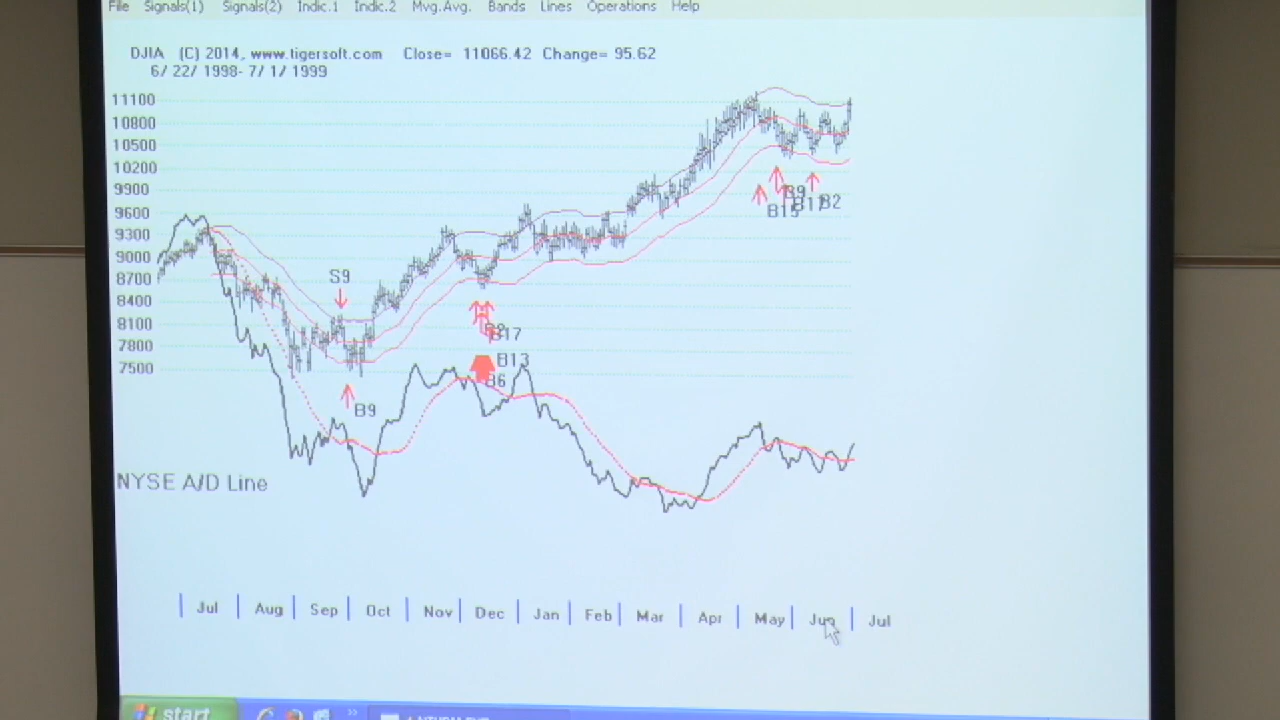 File Signals(1) Signals(2) Indic.1 Indic.2 Mvg.Avg. Bands Lines Operations Help
DJIA (C) 2014, www.tigersoft.com Close= 11066.42 Change= 95.62
6/ 22/ 1998- 7/ 1/ 1999
11100
10800
10500
10200
9900
9600
9300
9000
8700
8400
8100
7800
7500
B9
B15
B17
B2
S9
B17
B13
B6
B9
NYSE A/D Line
Jul Aug Sep Oct Nov Dec Jan Feb Mar Apr May Jun Jul
start